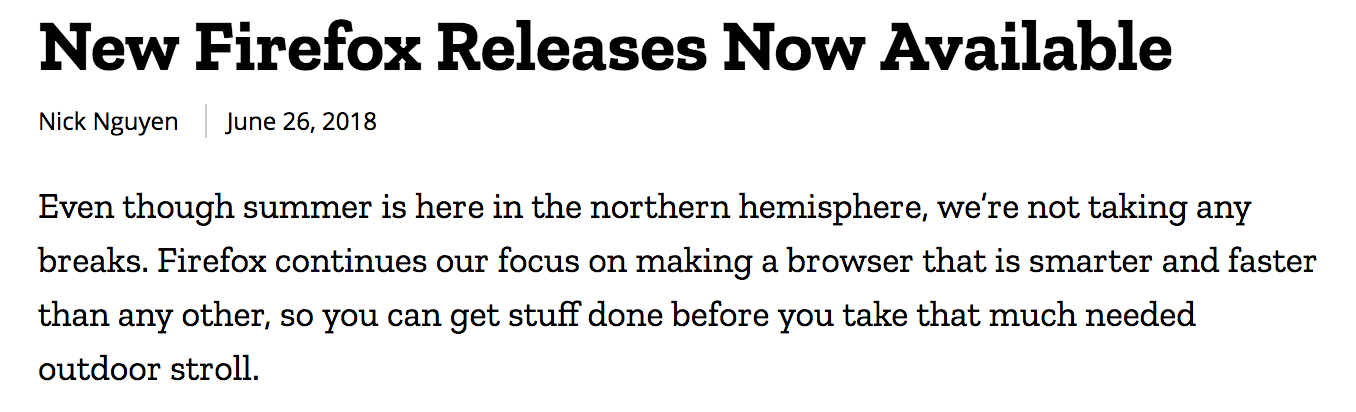 New Firefox Releases Now Available
Nick Nguyen | June 26, 2018
Even though summer is here in the northern hemisphere, we’re not taking any
breaks. Firefox continues our focus on making a browser that is smarter and faster
than any other, so you can get stuff done before you take that much needed
outdoor stroll.